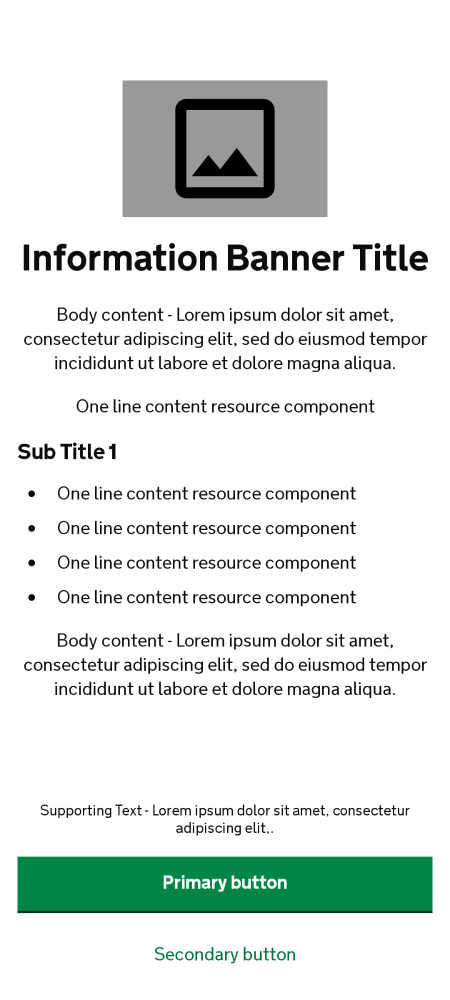 Information Banner Title
Body content - Lorem ipsum dolor sit amet,
consectetur adipiscing elit, sed do eiusmod tempor
incididunt ut labore et dolore magna aliqua.
One line content resource component
Sub Title 1
• One line content resource component
• One line content resource component
• One line content resource component
• One line content resource component
Body content - Lorem ipsum dolor sit amet,
consectetur adipiscing elit, sed do eiusmod tempor
incididunt ut labore et dolore magna aliqua.
Supporting Text - Lorem ipsum dolor sit amet, consectetur
adipiscing elit,.
Primary button
Secondary button